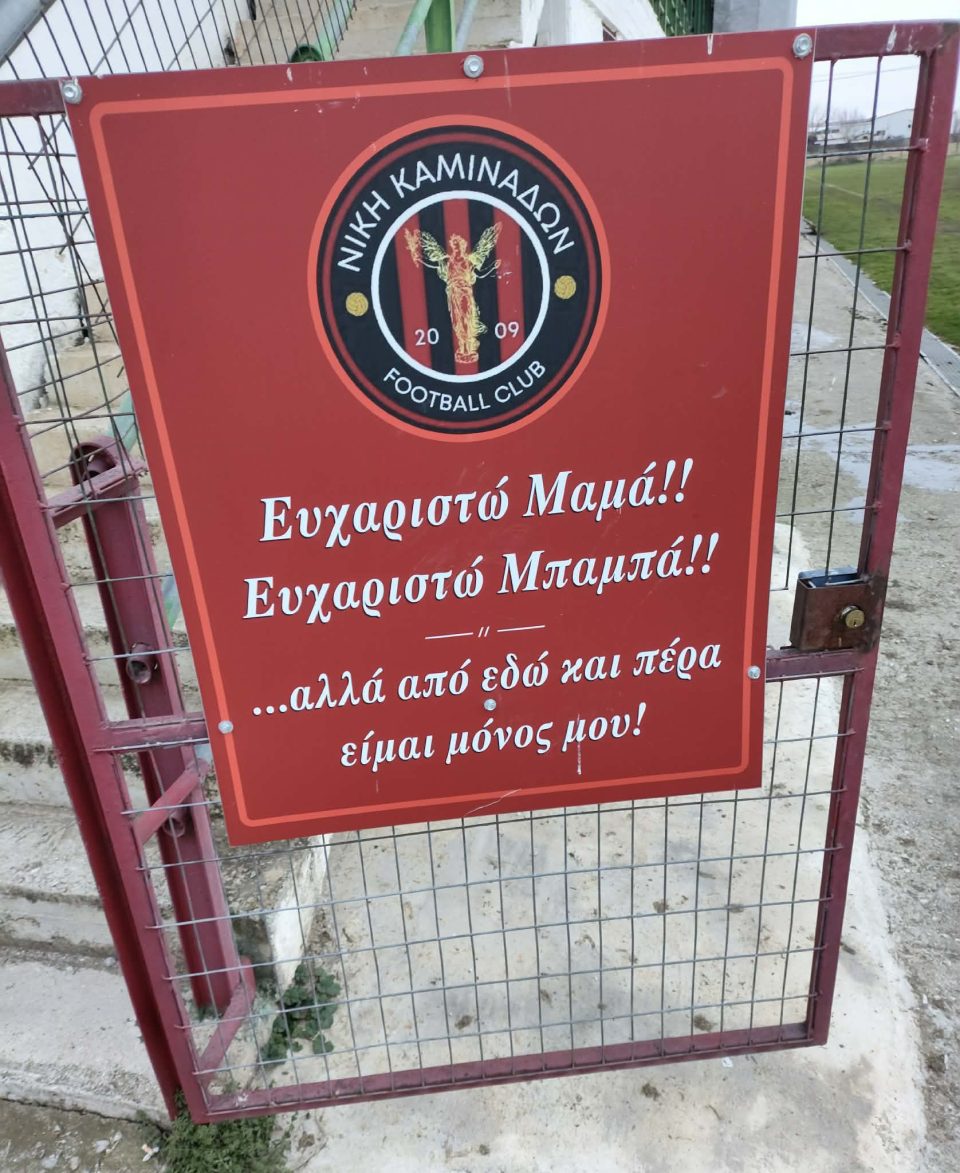 ΝΙΚΗ ΚΑΜΙΝΑΔΩΝ
20 09
FOOTBALL CLUB
Ευχαριστώ Μαμά!!
Ευχαριστώ Μπαμπά!!
"
...αλλά από εδώ και πέρα
είμαι μόνος μου!